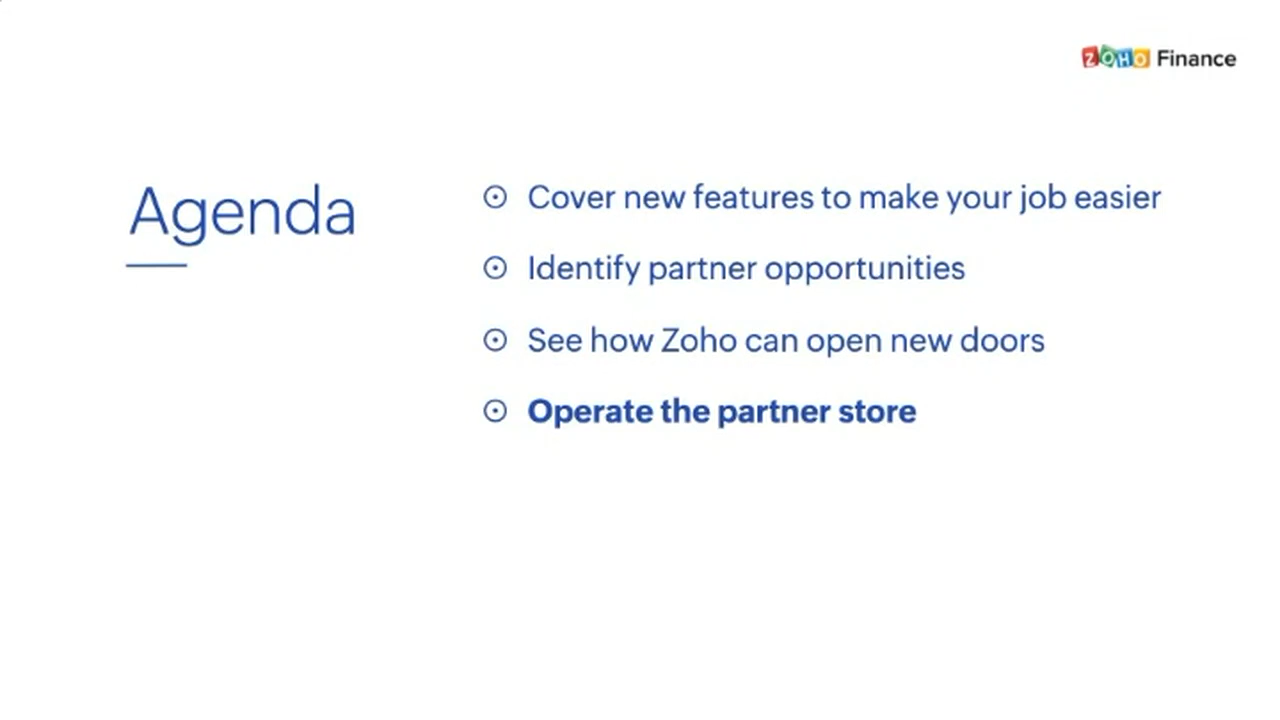 ZOHO Finance
Agenda
Cover new features to make your job easier
Identify partner opportunities
See how Zoho can open new doors
Operate the partner store